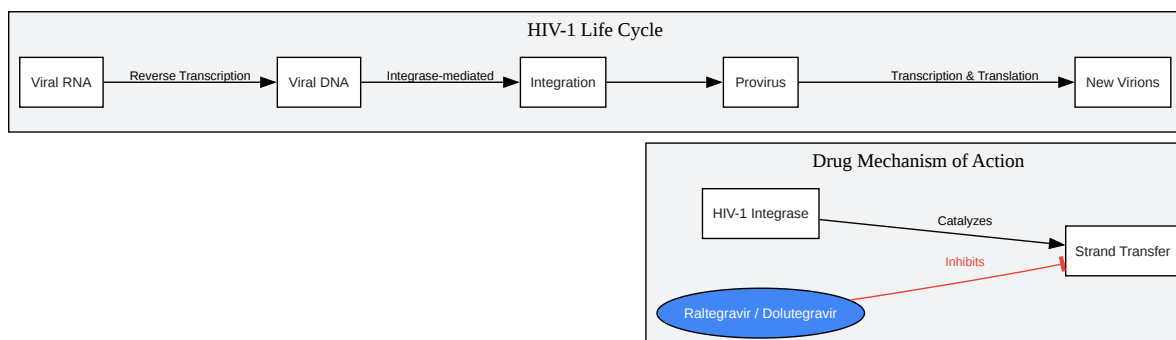 HIV-1 Life Cycle
Viral RNA
Reverse Transcription
Viral DNA
Integrase-mediated
Integration
Provirus
Transcription & Translation
New Virions
Drug Mechanism of Action
HIV-1 Integrase
Catalyzes
Strand Transfer
Inhibits
Raltegravir / Dolutegravir